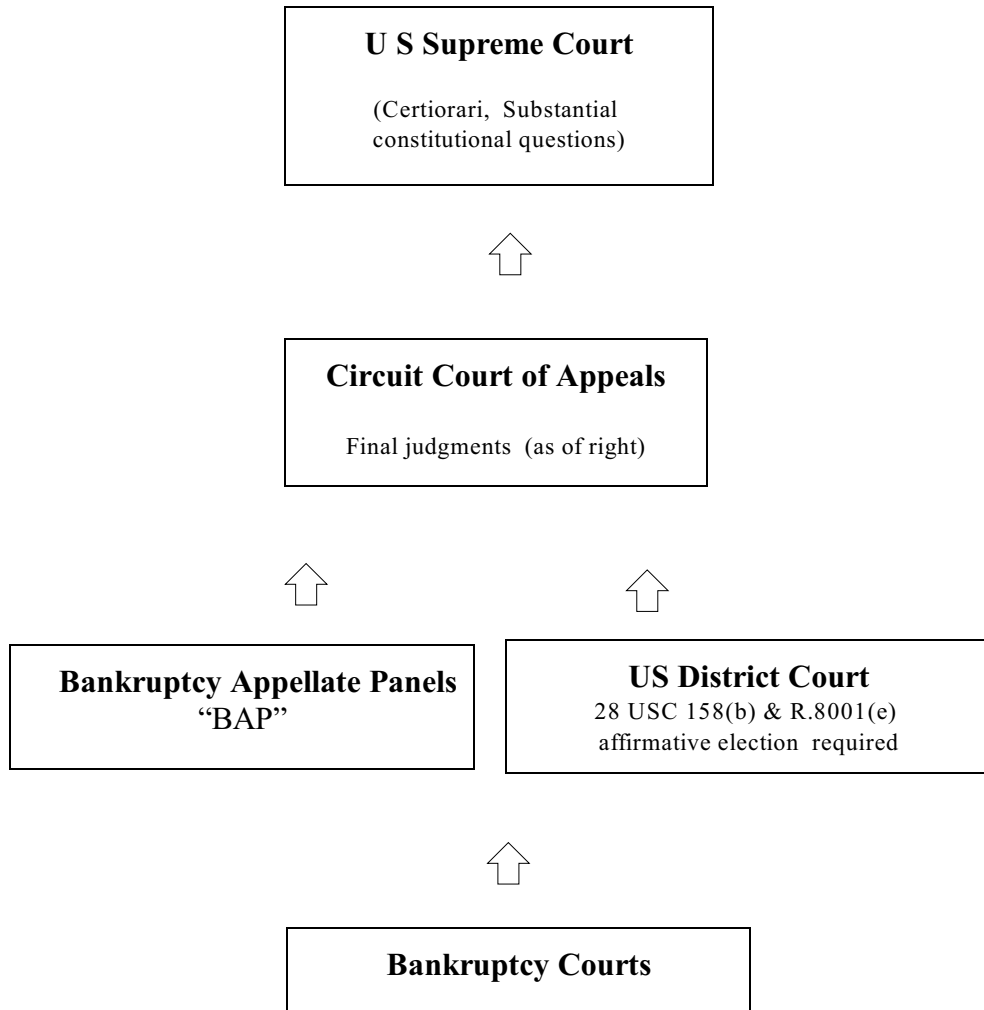 U S Supreme Court
(Certiorari, Substantial
constitutional questions)
Circuit Court of Appeals
Final judgments (as of right)
Bankruptcy Appellate Panels
“BAP”
US District Court
28 USC 158(b) & R.8001(e)
affirmative election required
Bankruptcy Courts